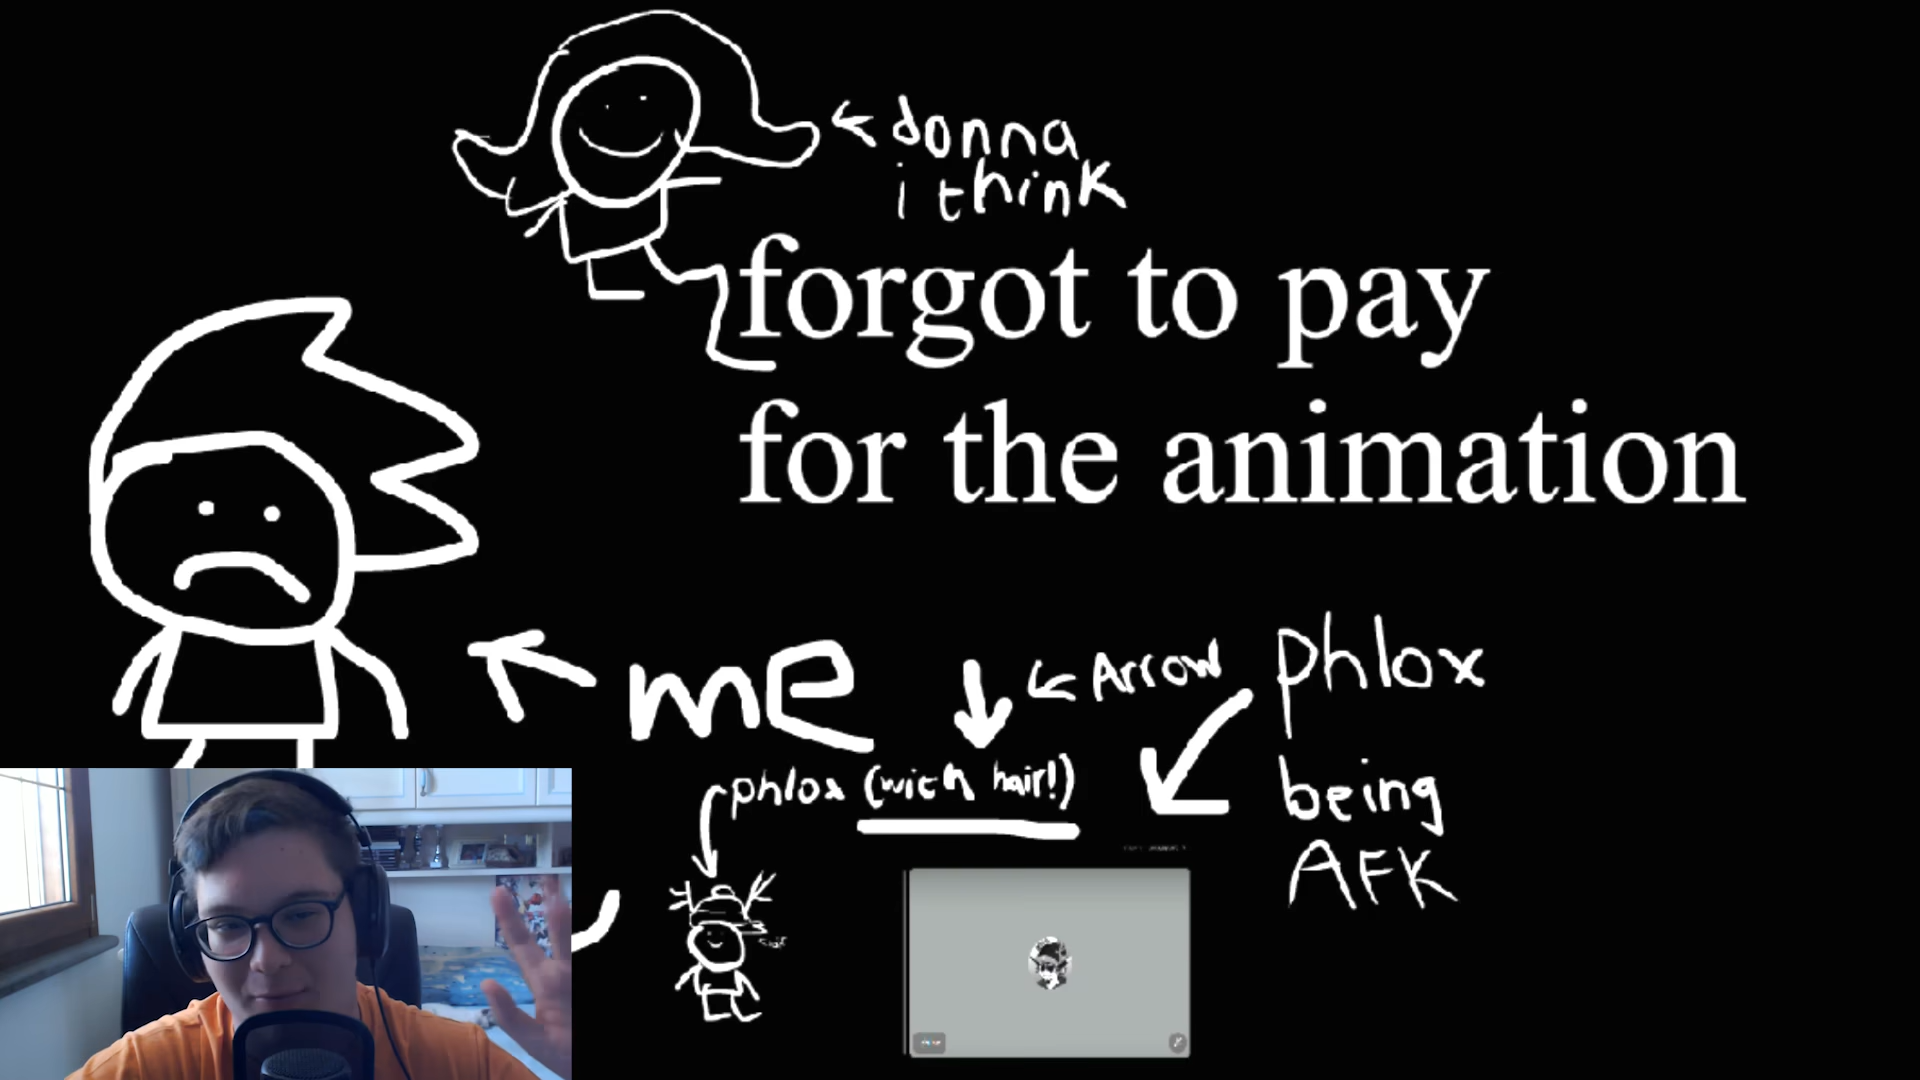 donna
i think
forgot to pay
for the animation
me
Arrow
phlox
being
AFK
phlox (with hair!)